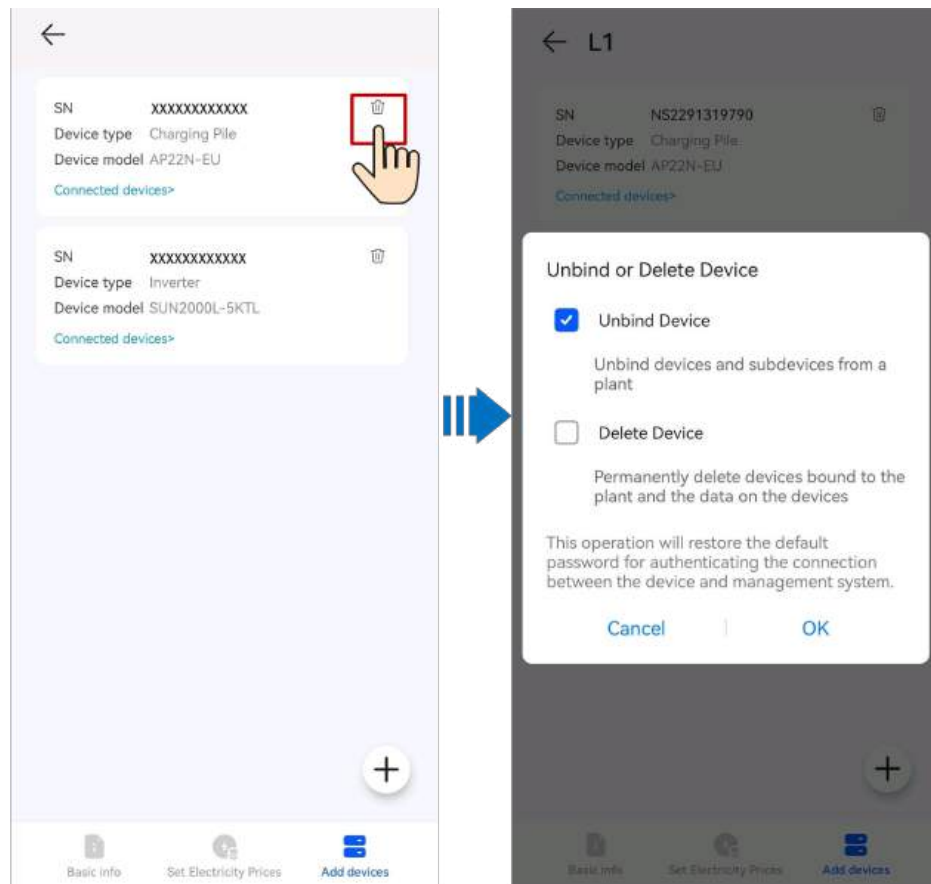 SN XXXXXXXXXXXX
Device type Charging Pile
Device model AP22N-EU
Connected devices>
SN XXXXXXXXXXXX
Device type Inverter
Device model SUN2000L-5KTL
Connected devices>
Basic info Set Electricity Prices Add devices
L1
SN NS2291319790
Device type Charging Pile
Device model AP22N-EU
Connected devices>
Unbind or Delete Device
Unbind Device
Unbind devices and subdevices from a
plant
Delete Device
Permanently delete devices bound to the
plant and the data on the devices
This operation will restore the default
password for authenticating the connection
between the device and management system.
Cancel OK
Basic info Set Electricity Prices Add devices